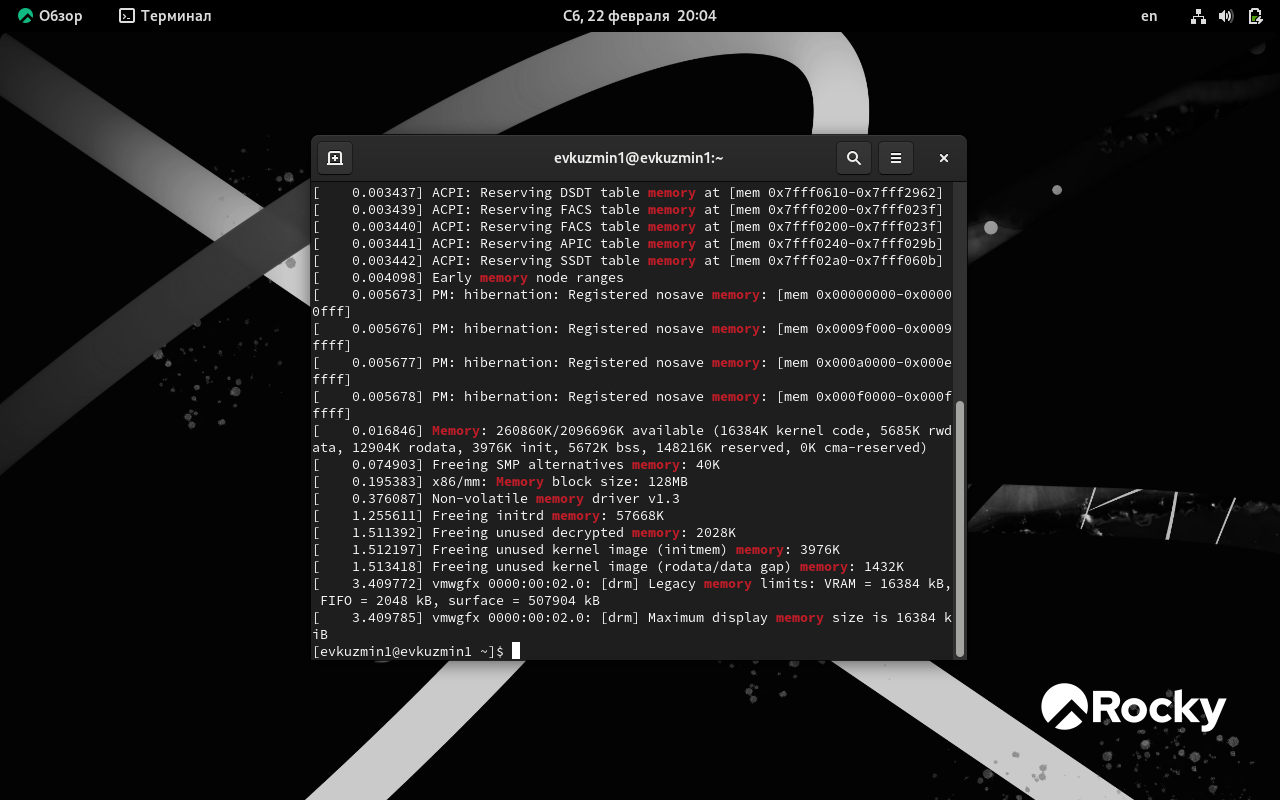 Обзор Терминал Сб, 22 февраля 20:04 en
evkuzmin1@evkuzmin1:~
[    0.003437] ACPI: Reserving DSDT table memory at [mem 0x7fff0610-0x7fff2962]
[    0.003439] ACPI: Reserving FACS table memory at [mem 0x7fff0200-0x7fff023f]
[    0.003440] ACPI: Reserving FACS table memory at [mem 0x7fff0200-0x7fff023f]
[    0.003441] ACPI: Reserving APIC table memory at [mem 0x7fff0240-0x7fff029b]
[    0.003442] ACPI: Reserving SSDT table memory at [mem 0x7fff02a0-0x7fff060b]
[    0.004098] Early memory node ranges
[    0.005673] PM: hibernation: Registered nosave memory: [mem 0x00000000-0x0000
0fff]
[    0.005676] PM: hibernation: Registered nosave memory: [mem 0x0009f000-0x0009
ffff]
[    0.005677] PM: hibernation: Registered nosave memory: [mem 0x000a0000-0x000e
ffff]
[    0.005678] PM: hibernation: Registered nosave memory: [mem 0x000f0000-0x000f
ffff]
[    0.016846] Memory: 260860K/2096696K available (16384K kernel code, 5685K rwd
ata, 12904K rodata, 3976K init, 5672K bss, 148216K reserved, 0K cma-reserved)
[    0.074903] Freeing SMP alternatives memory: 40K
[    0.195383] x86/mm: Memory block size: 128MB
[    0.376087] Non-volatile memory driver v1.3
[    1.255611] Freeing initrd memory: 57668K
[    1.511392] Freeing unused decrypted memory: 2028K
[    1.512197] Freeing unused kernel image (initmem) memory: 3976K
[    1.513418] Freeing unused kernel image (rodata/data gap) memory: 1432K
[    3.409772] vmwgfx 0000:00:02.0: [drm] Legacy memory limits: VRAM = 16384 kB,
 FIFO = 2048 kB, surface = 507904 kB
[    3.409785] vmwgfx 0000:00:02.0: [drm] Maximum display memory size is 16384 k
iB
[evkuzmin1@evkuzmin1 ~]$
Rocky